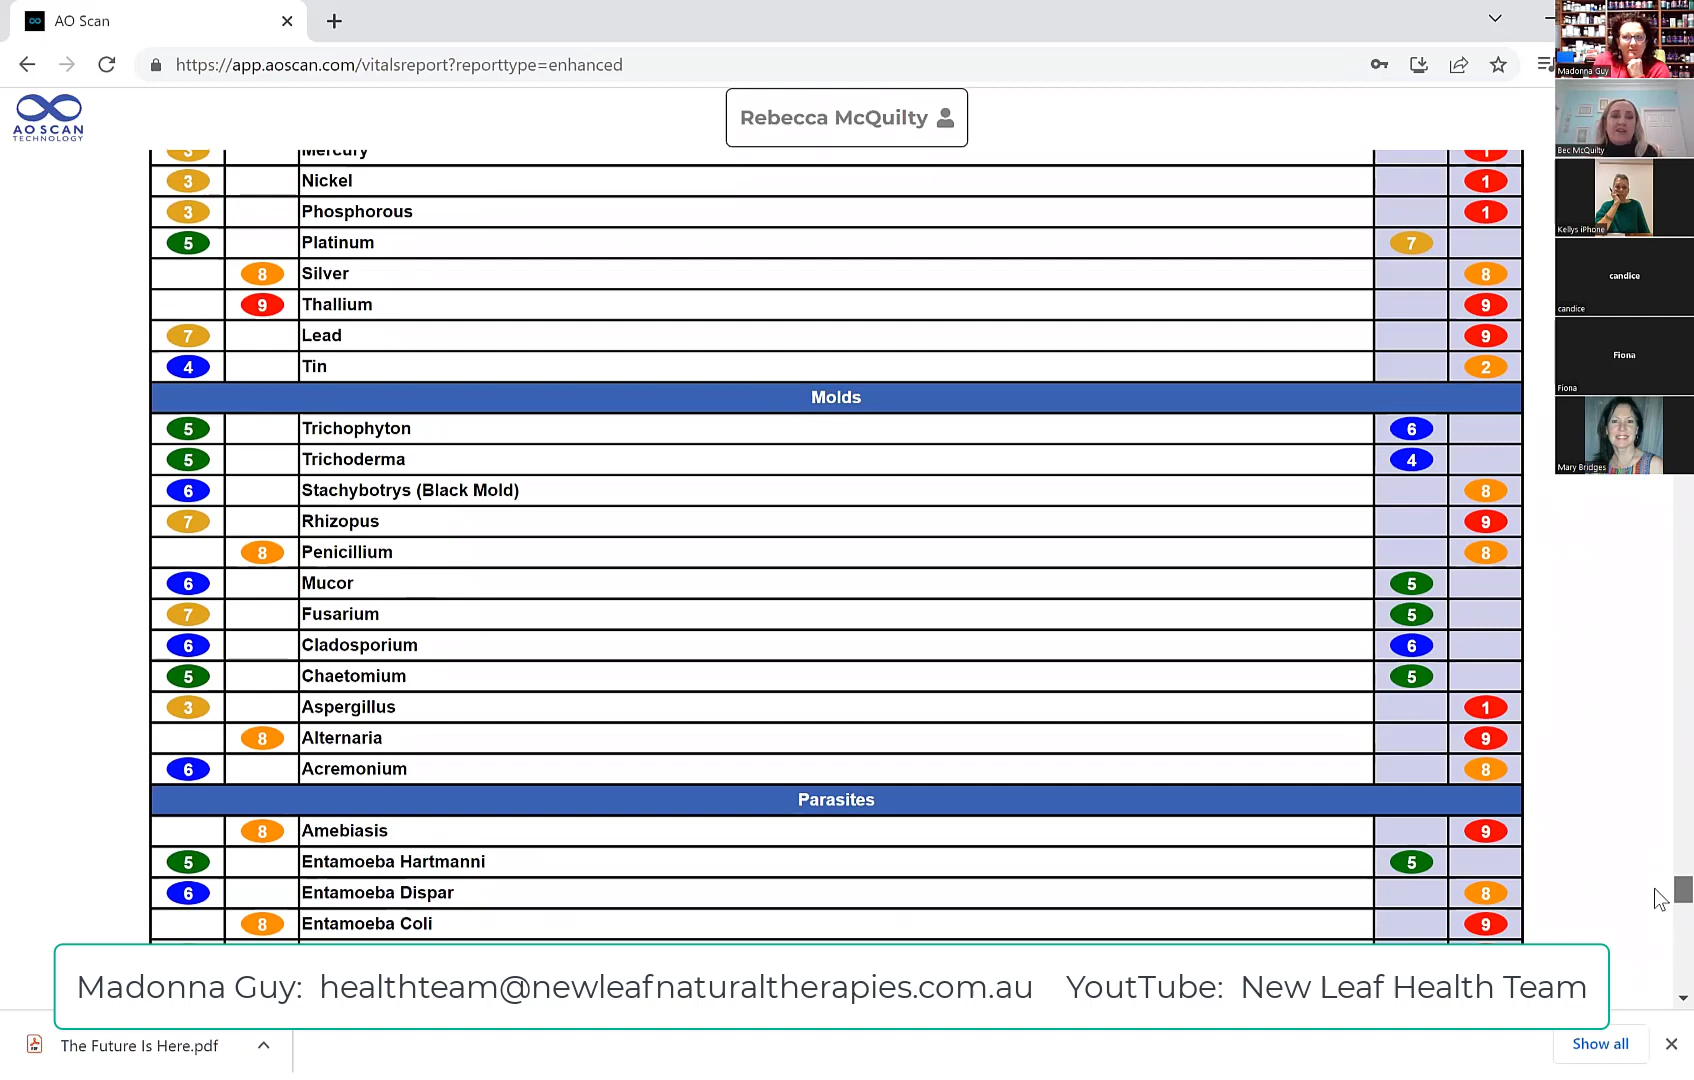 AO Scan
https://app.aoscan.com/vitalsreport?reporttype=enhanced
AO SCAN
TECHNOLOGY
Rebecca McQuilty
3 Mercury 1
3 Nickel 1
3 Phosphorous 1
5 Platinum 7
8 Silver 8
9 Thallium 9
7 Lead 9
4 Tin 2
Molds
5 Trichophyton 6
5 Trichoderma 4
6 Stachybotrys (Black Mold) 8
7 Rhizopus 9
8 Penicillium 8
6 Mucor 5
7 Fusarium 5
6 Cladosporium 6
5 Chaetomium 5
3 Aspergillus 1
8 Alternaria 9
6 Acremonium 8
Parasites
8 Amebiasis 9
5 Entamoeba Hartmanni 5
6 Entamoeba Dispar 8
8 Entamoeba Coli 9
Madonna Guy
Bec McQuilty
Kellys iPhone
candice
candice
Fiona
Fiona
Mary Bridges
Madonna Guy: healthteam@newleafnaturaltherapies.com.au YoutTube: New Leaf Health Team
The Future Is Here.pdf
Show all